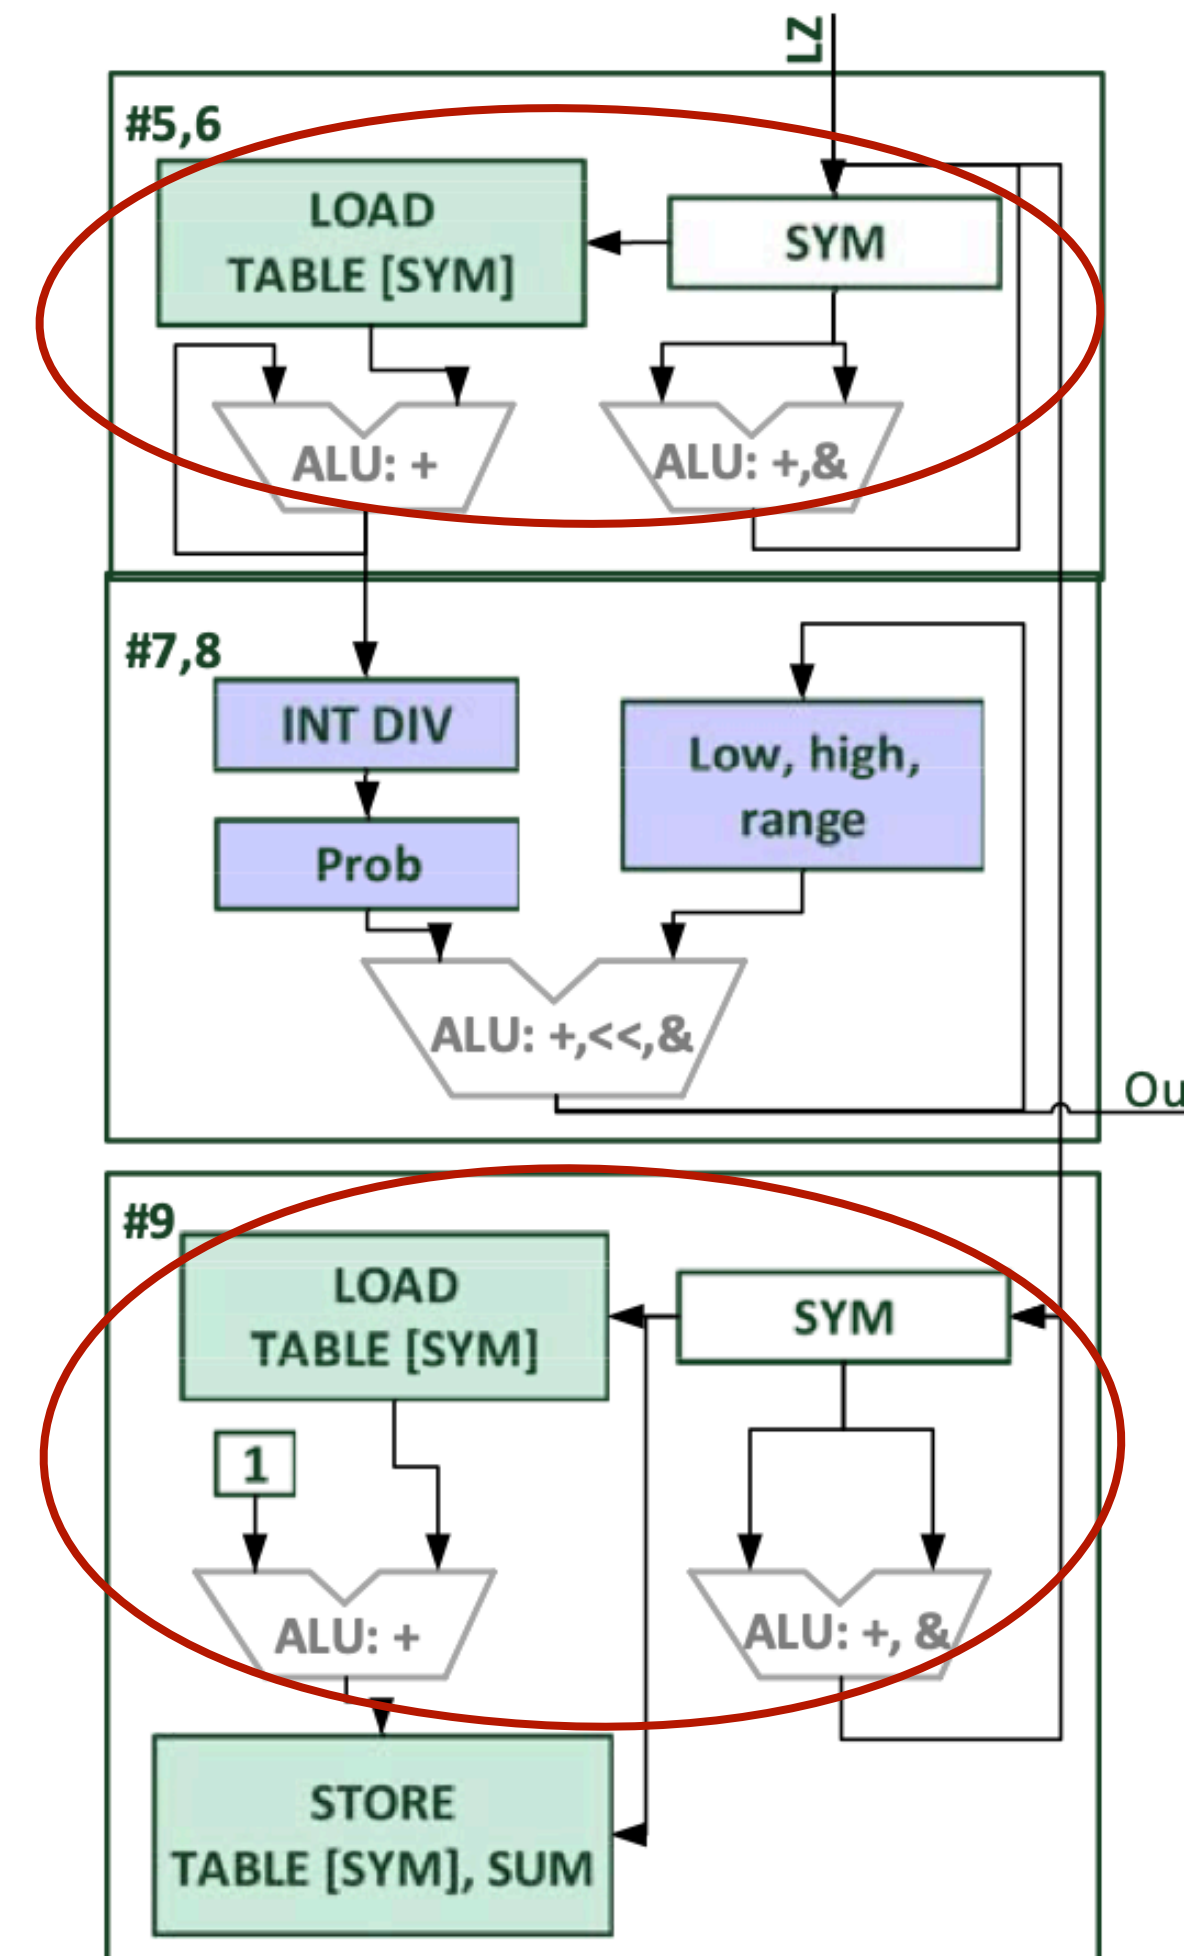 LZ
#5,6
LOAD
TABLE [SYM]
SYM
ALU: +
ALU: +,&
#7,8
INT DIV
Low, high,
range
Prob
ALU: +,<<,&
Ou
#9
LOAD
TABLE [SYM]
SYM
1
ALU: +
ALU: +, &
STORE
TABLE [SYM], SUM